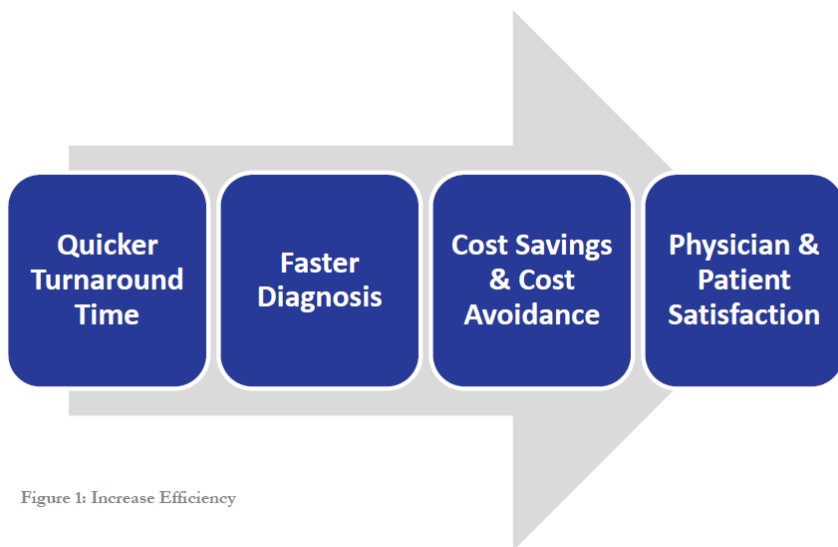 Quicker
Turnaround
Time
Faster
Diagnosis
Cost Savings
& Cost
Avoidance
Physician &
Patient
Satisfaction
Figure 1: Increase Efficiency